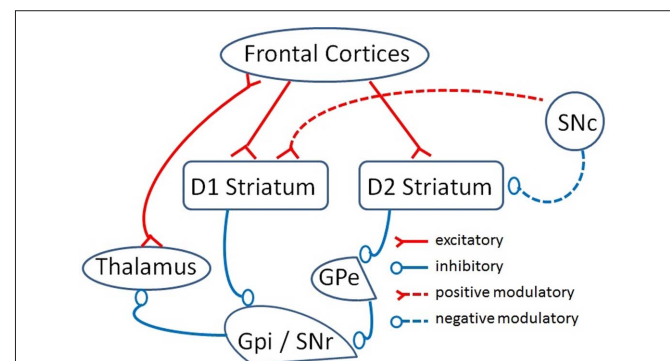 Frontal Cortices
SNc
D1 Striatum
D2 Striatum
excitatory
Thalamus
inhibitory
GPe
positive modulatory
Gpi / SNr
negative modulatory